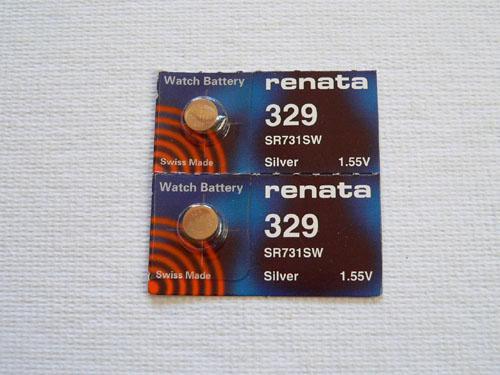 Watch Battery
renata
329
SR731SW
Swiss Made
Silver 1.55V
Watch Battery
renata
329
SR731SW
Swiss Made
Silver 1.55V